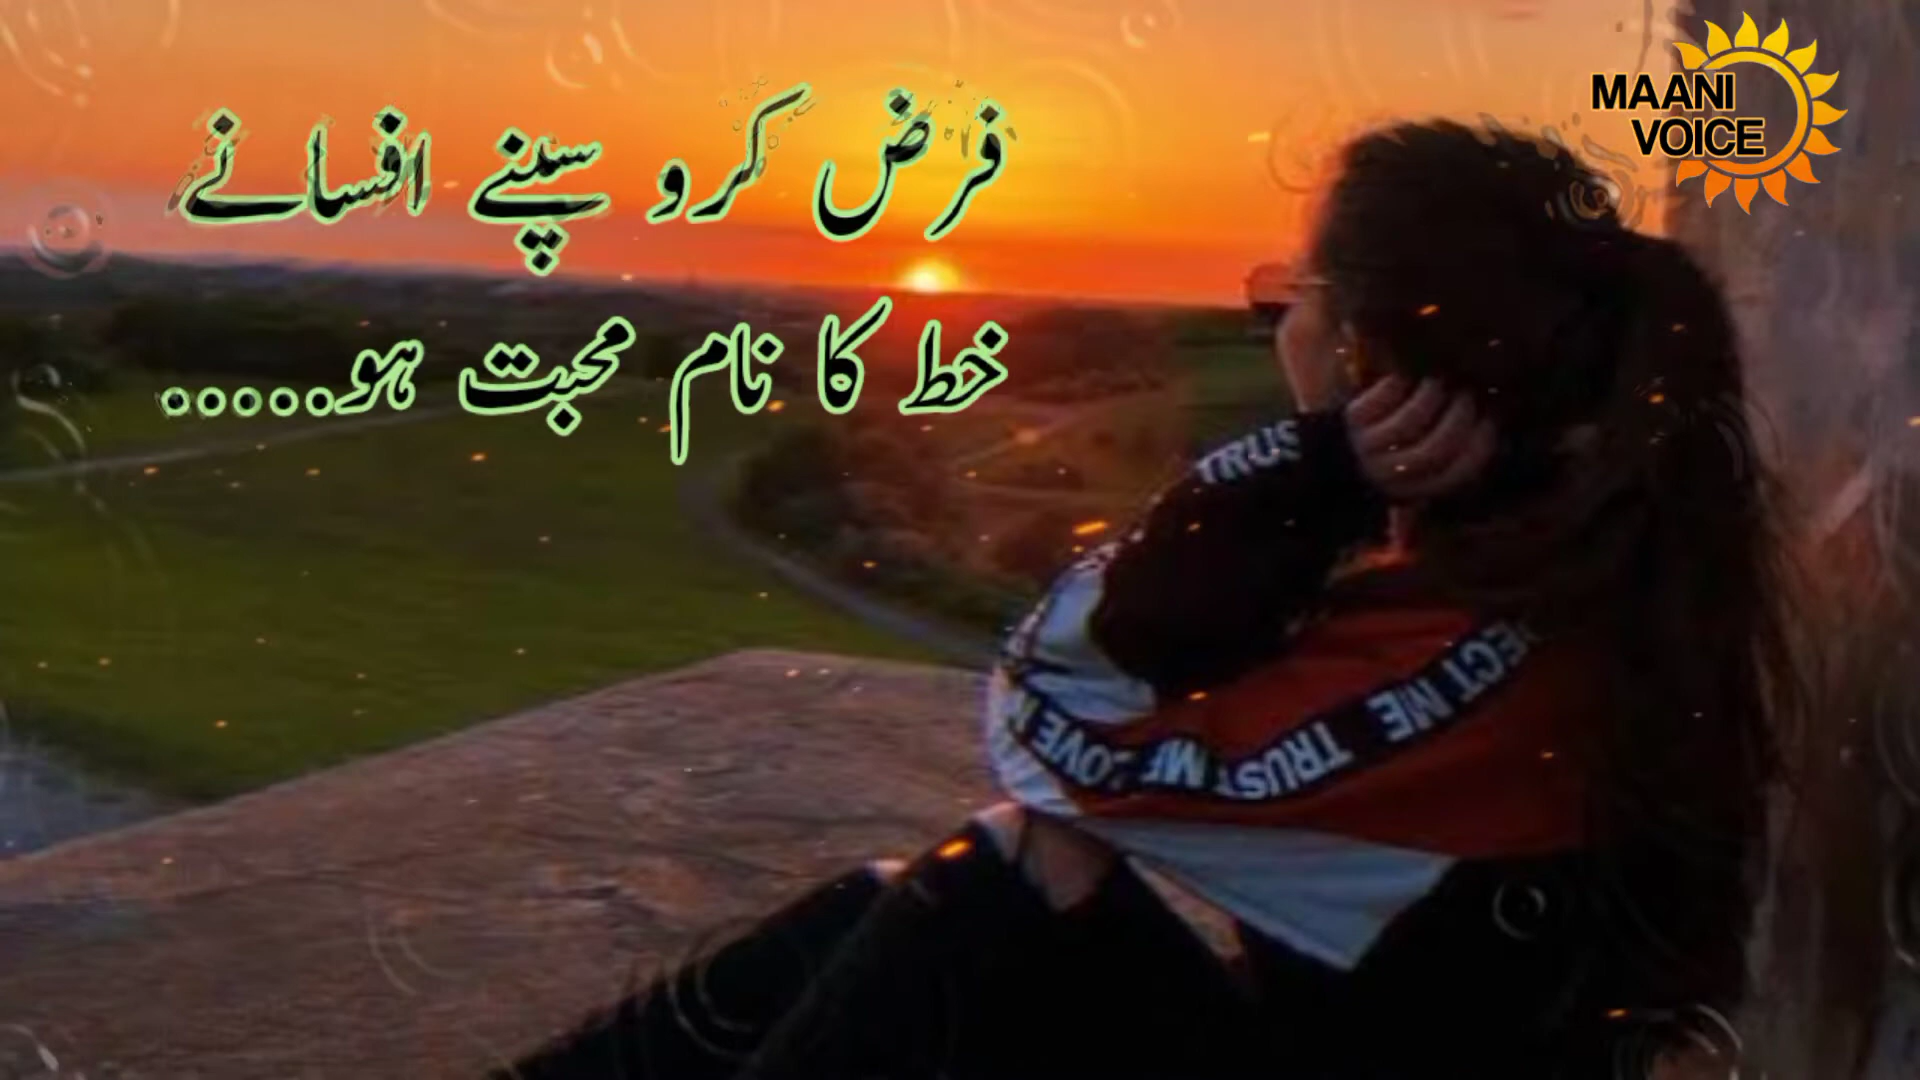 فرض کرو سپنے افسانے
خط کا نام محبت ہو.....
MAANI
VOICE
TRUS
ECT ME TRUST ME LOVE